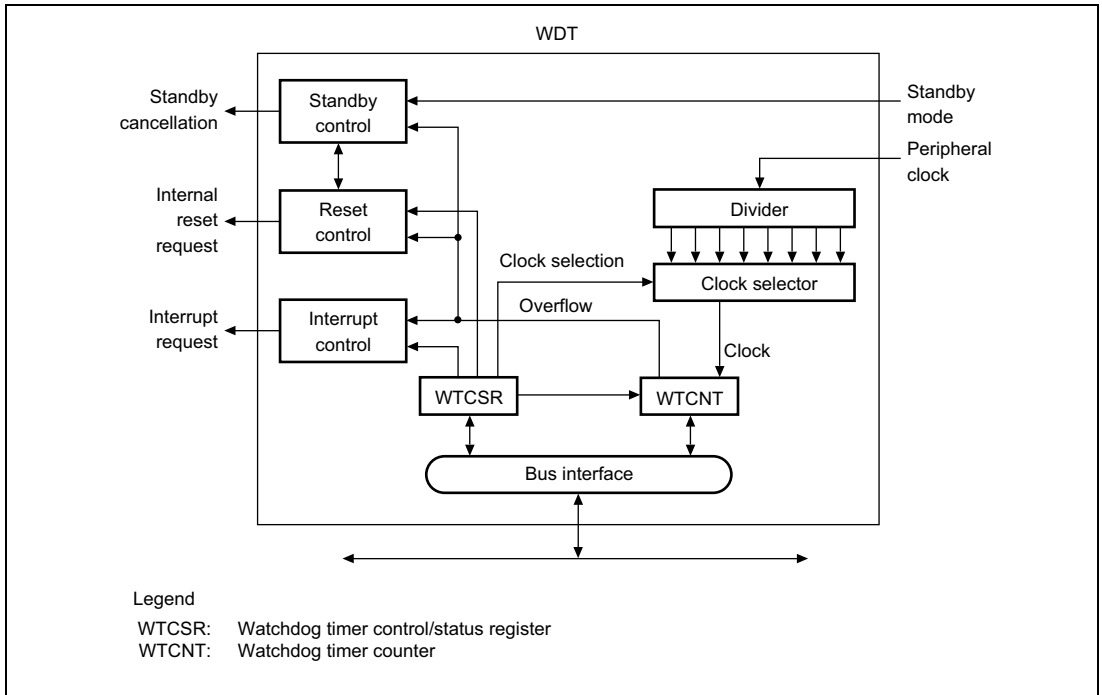 WDT
Standby
cancellation
Standby
control
Standby
mode
Peripheral
clock
Internal
reset
request
Reset
control
Divider
Clock selection
Clock selector
Overflow
Interrupt
request
Interrupt
control
Clock
WTCSR
WTCNT
Bus interface
Legend
WTCSR: Watchdog timer control/status register
WTCNT: Watchdog timer counter